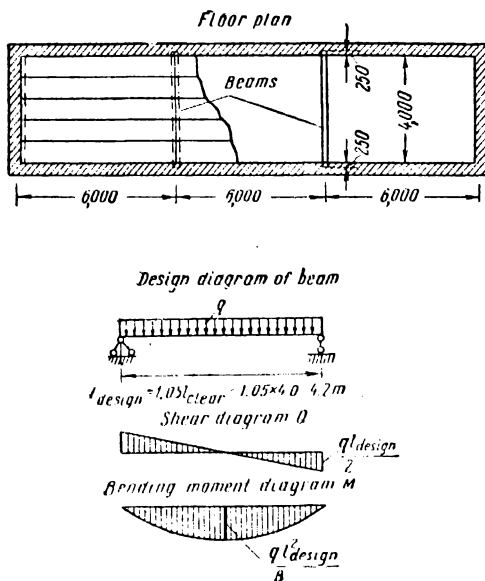 Floor plan
Beams
250
4,000
250
6,000 6,000 6,000
Design diagram of beam
q
l design = 1,05 l clear = 1.05×4.0 4.2m
Shear diagram Q
ql design
2
Bending moment diagram M
ql² design
8